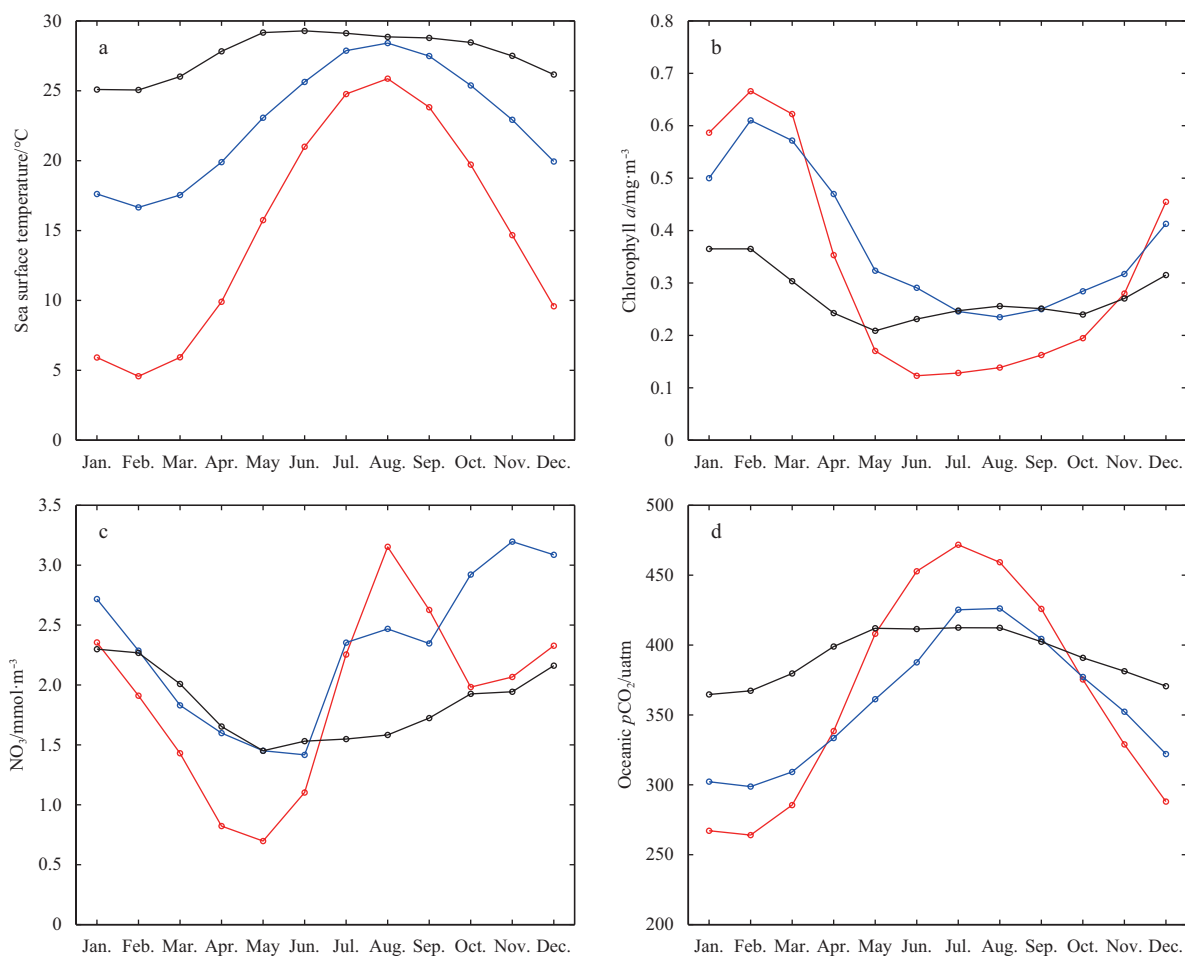 a
Sea surface temperature/°C
30
25
20
15
10
5
0
Jan. Feb. Mar. Apr. May Jun. Jul. Aug. Sep. Oct. Nov. Dec.
b
Chlorophyll a/mg·m⁻³
0.8
0.7
0.6
0.5
0.4
0.3
0.2
0.1
0
Jan. Feb. Mar. Apr. May Jun. Jul. Aug. Sep. Oct. Nov. Dec.
c
NO₃/mmol·m⁻³
3.5
3.0
2.5
2.0
1.5
1.0
0.5
0
Jan. Feb. Mar. Apr. May Jun. Jul. Aug. Sep. Oct. Nov. Dec.
d
Oceanic pCO₂/uatm
500
450
400
350
300
250
200
Jan. Feb. Mar. Apr. May Jun. Jul. Aug. Sep. Oct. Nov. Dec.